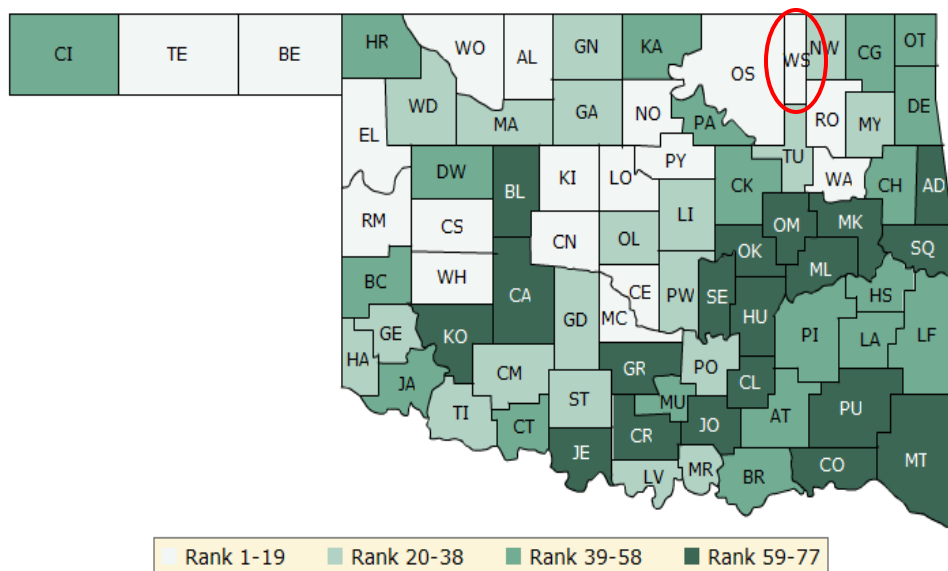 CI TE BE HR WO AL GN KA OS WS NW CG OT
WD MA GA NO PA RO MY DE
EL DW BL KI LO PY CK TU WA CH AD
RM CS CN OL LI OM MK
BC WH CA CE PW SE OK ML SQ
GE KO GD MC HU PI HS LF
HA JA CM GR PO CL LA
TI CT ST MU JO AT PU
JE CR LV MR BR CO MT
Rank 1-19 Rank 20-38 Rank 39-58 Rank 59-77